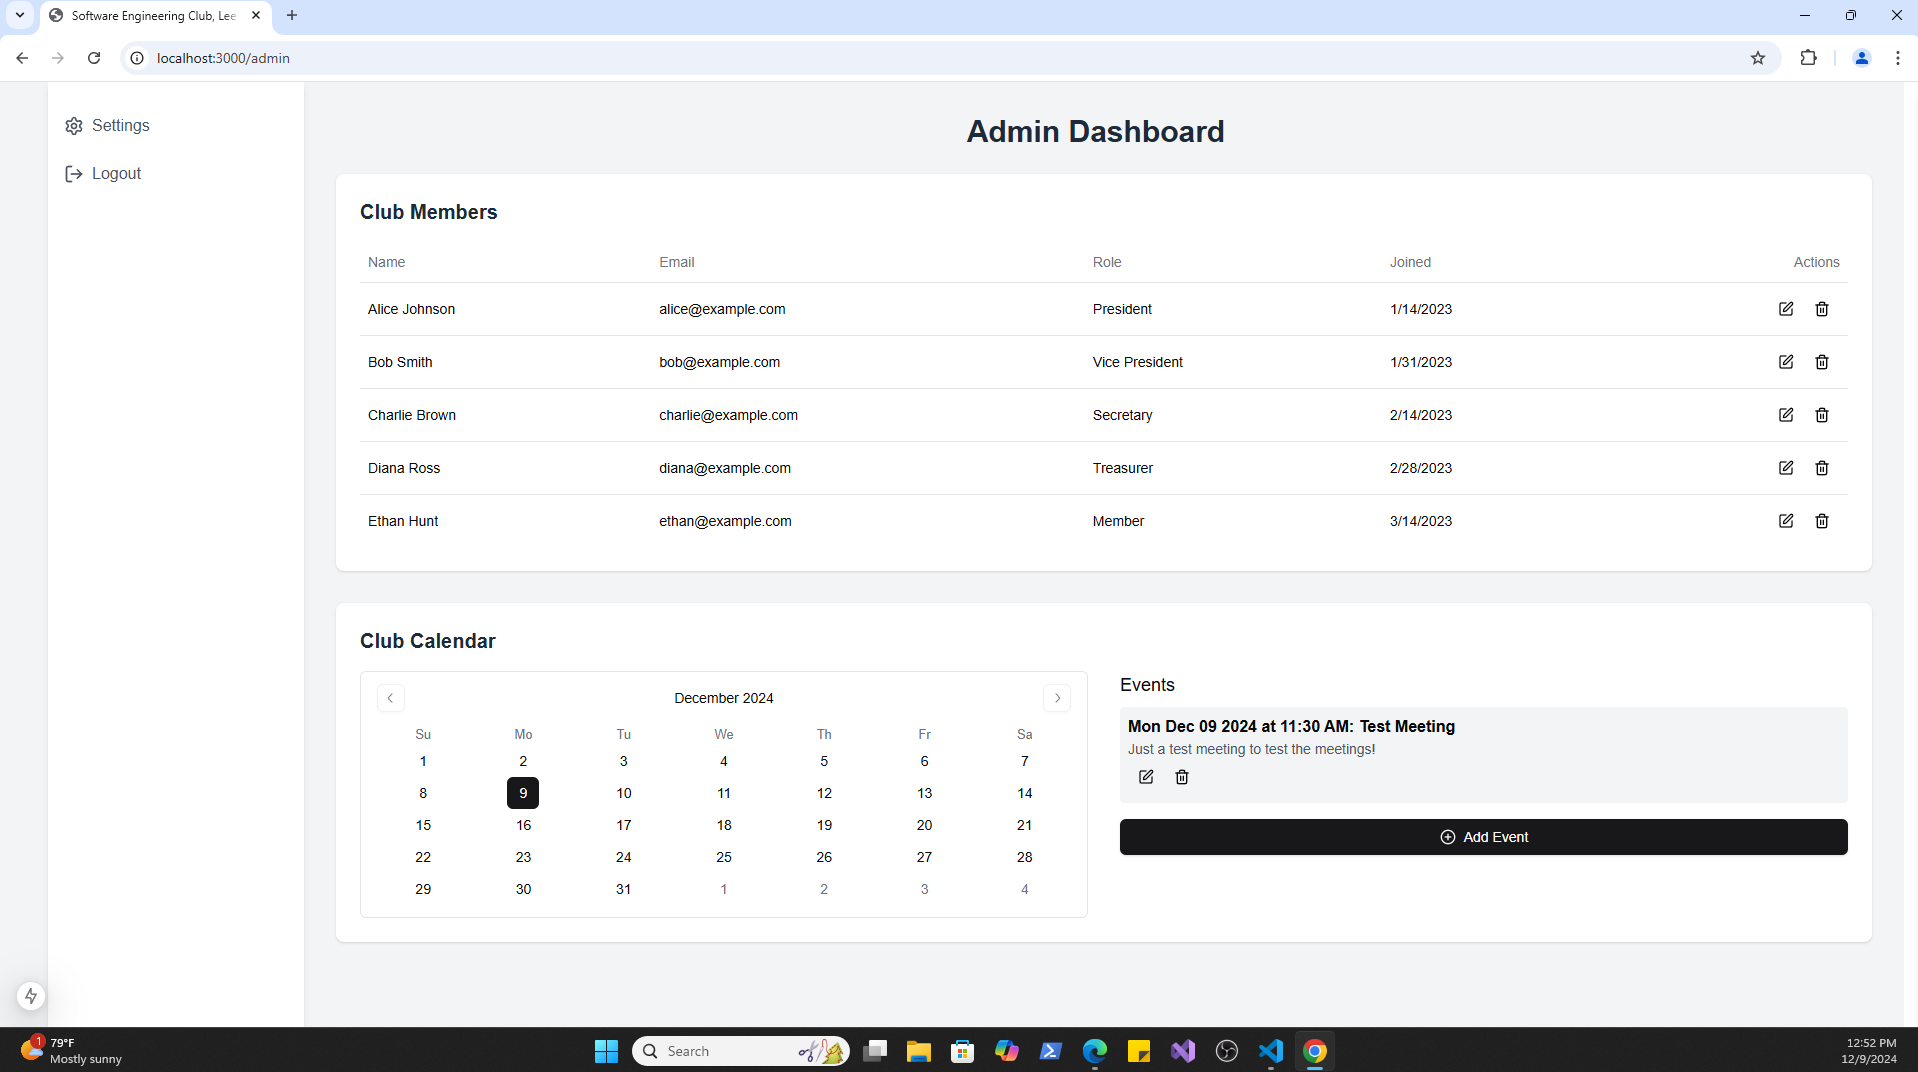 Software Engineering Club, Lee
localhost:3000/admin
Settings
Logout
Admin Dashboard
Club Members
Name Email Role Joined Actions
Alice Johnson alice@example.com President 1/14/2023
Bob Smith bob@example.com Vice President 1/31/2023
Charlie Brown charlie@example.com Secretary 2/14/2023
Diana Ross diana@example.com Treasurer 2/28/2023
Ethan Hunt ethan@example.com Member 3/14/2023
Club Calendar
December 2024
Su Mo Tu We Th Fr Sa
1 2 3 4 5 6 7
8 9 10 11 12 13 14
15 16 17 18 19 20 21
22 23 24 25 26 27 28
29 30 31 1 2 3 4
Events
Mon Dec 09 2024 at 11:30 AM: Test Meeting
Just a test meeting to test the meetings!
Add Event
1
79°F
Mostly sunny
Search
12:52 PM
12/9/2024